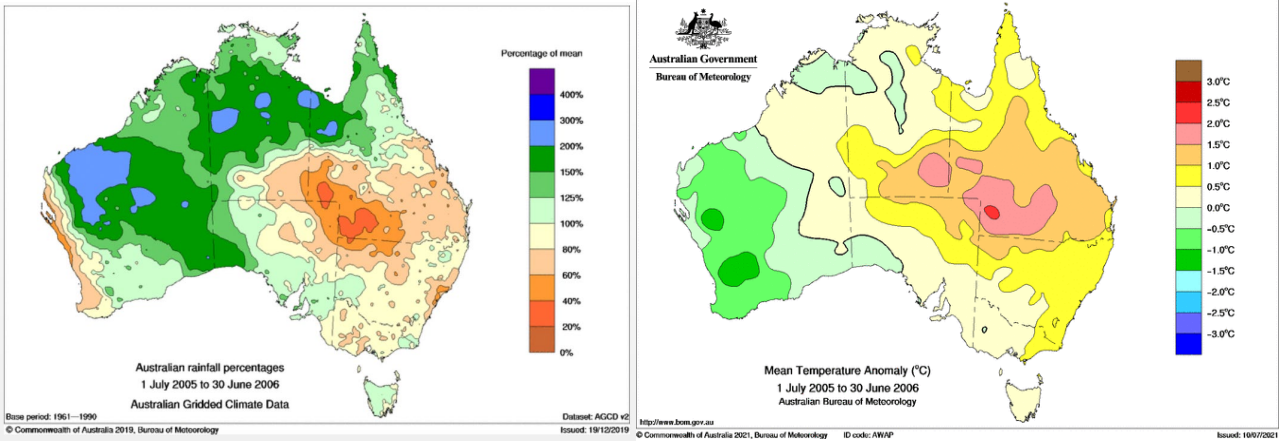 Percentage of mean
400%
300%
200%
150%
125%
80%
60%
40%
20%
0%
Australian rainfall percentages
1 July 2005 to 30 June 2006
Australian Gridded Climate Data
Base period: 1961—1990
Dataset: AGCD v2
© Commonwealth of Australia 2019, Bureau of Meteorology
Issued: 19/12/2019
Australian Government
Bureau of Meteorology
3.0°C
2.5°C
2.0°C
1.5°C
1.0°C
0.5°C
0.0°C
-0.5°C
-1.0°C
-1.5°C
-2.0°C
-2.5°C
-3.0°C
Mean Temperature Anomaly (°C)
1 July 2005 to 30 June 2006
Australian Bureau of Meteorology
http://www.bom.gov.au
© Commonwealth of Australia 2021, Bureau of Meteorology
ID code: AWAP
Issued: 10/07/2021